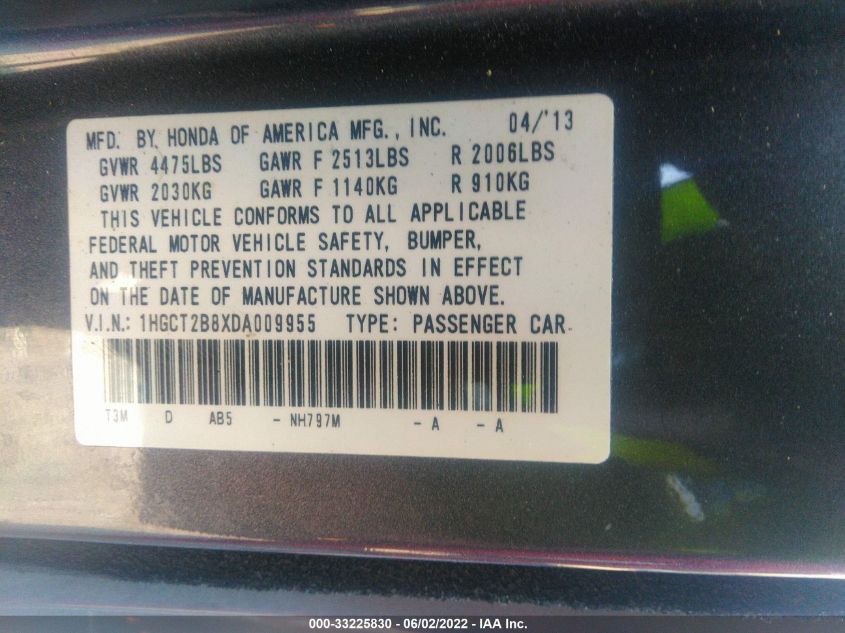 MFD. BY HONDA OF AMERICA MFG., INC. 04/'13
GVWR 4475LBS GAWR F 2513LBS R 2006LBS
GVWR 2030KG GAWR F 1140KG R 910KG
THIS VEHICLE CONFORMS TO ALL APPLICABLE
FEDERAL MOTOR VEHICLE SAFETY, BUMPER,
AND THEFT PREVENTION STANDARDS IN EFFECT
ON THE DATE OF MANUFACTURE SHOWN ABOVE.
V.I.N.: 1HGCT2B8XDA009955 TYPE: PASSENGER CAR
T3M D AB5 - NH797M - A - A
000-33225830 - 06/02/2022 - IAA Inc.